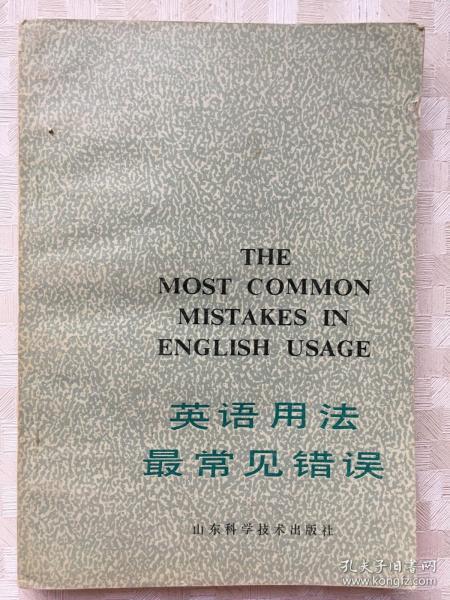 THE
MOST COMMON
MISTAKES IN
ENGLISH USAGE
英语用法
最常见错误
山东科学技术出版社
孔夫子旧书网
www.kongfz.com